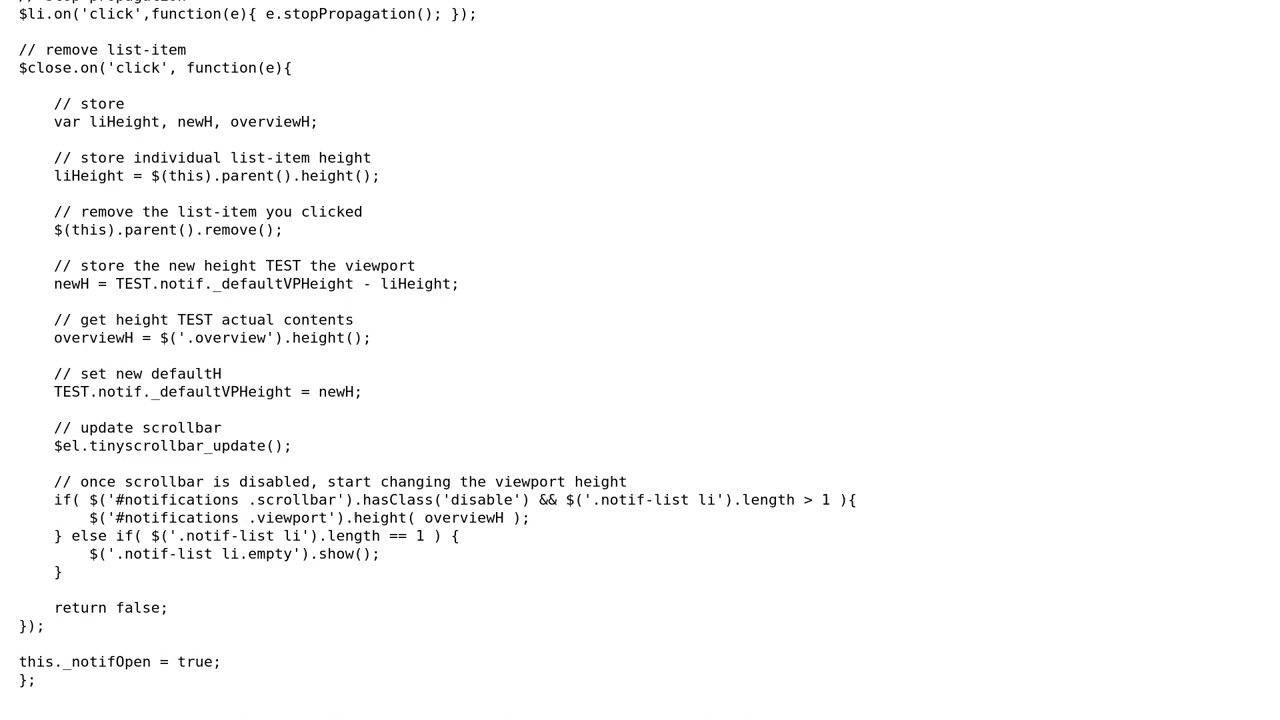 $li.on('click',function(e){ e.stopPropagation(); });

// remove list-item
$close.on('click', function(e){

    // store
    var liHeight, newH, overviewH;

    // store individual list-item height
    liHeight = $(this).parent().height();

    // remove the list-item you clicked
    $(this).parent().remove();

    // store the new height TEST the viewport
    newH = TEST.notif._defaultVPHeight - liHeight;

    // get height TEST actual contents
    overviewH = $('.overview').height();

    // set new defaultH
    TEST.notif._defaultVPHeight = newH;

    // update scrollbar
    $el.tinyscrollbar_update();

    // once scrollbar is disabled, start changing the viewport height
    if( $('#notifications .scrollbar').hasClass('disable') && $('.notif-list li').length > 1 ){
        $('#notifications .viewport').height( overviewH );
    } else if( $('.notif-list li').length == 1 ) {
        $('.notif-list li.empty').show();
    }

    return false;
});

this._notifOpen = true;
};